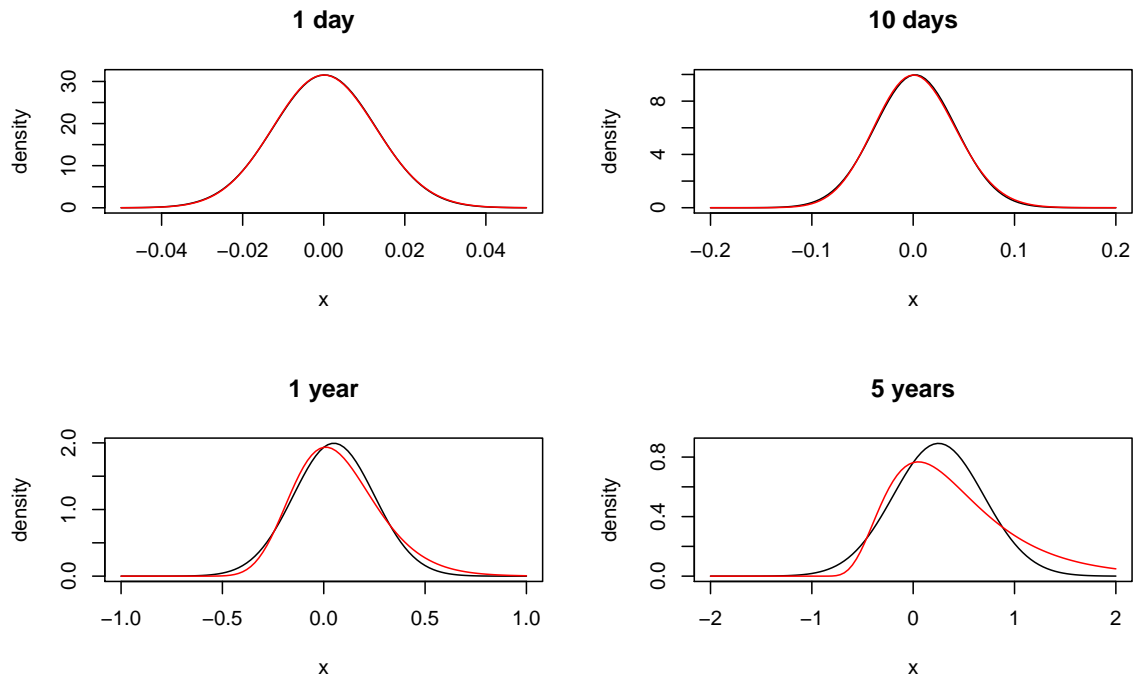 1 day
density
0 10 20 30
−0.04 −0.02 0.00 0.02 0.04
x
10 days
density
0 4 8
−0.2 −0.1 0.0 0.1 0.2
x
1 year
density
0.0 1.0 2.0
−1.0 −0.5 0.0 0.5 1.0
x
5 years
density
0.0 0.4 0.8
−2 −1 0 1 2
x